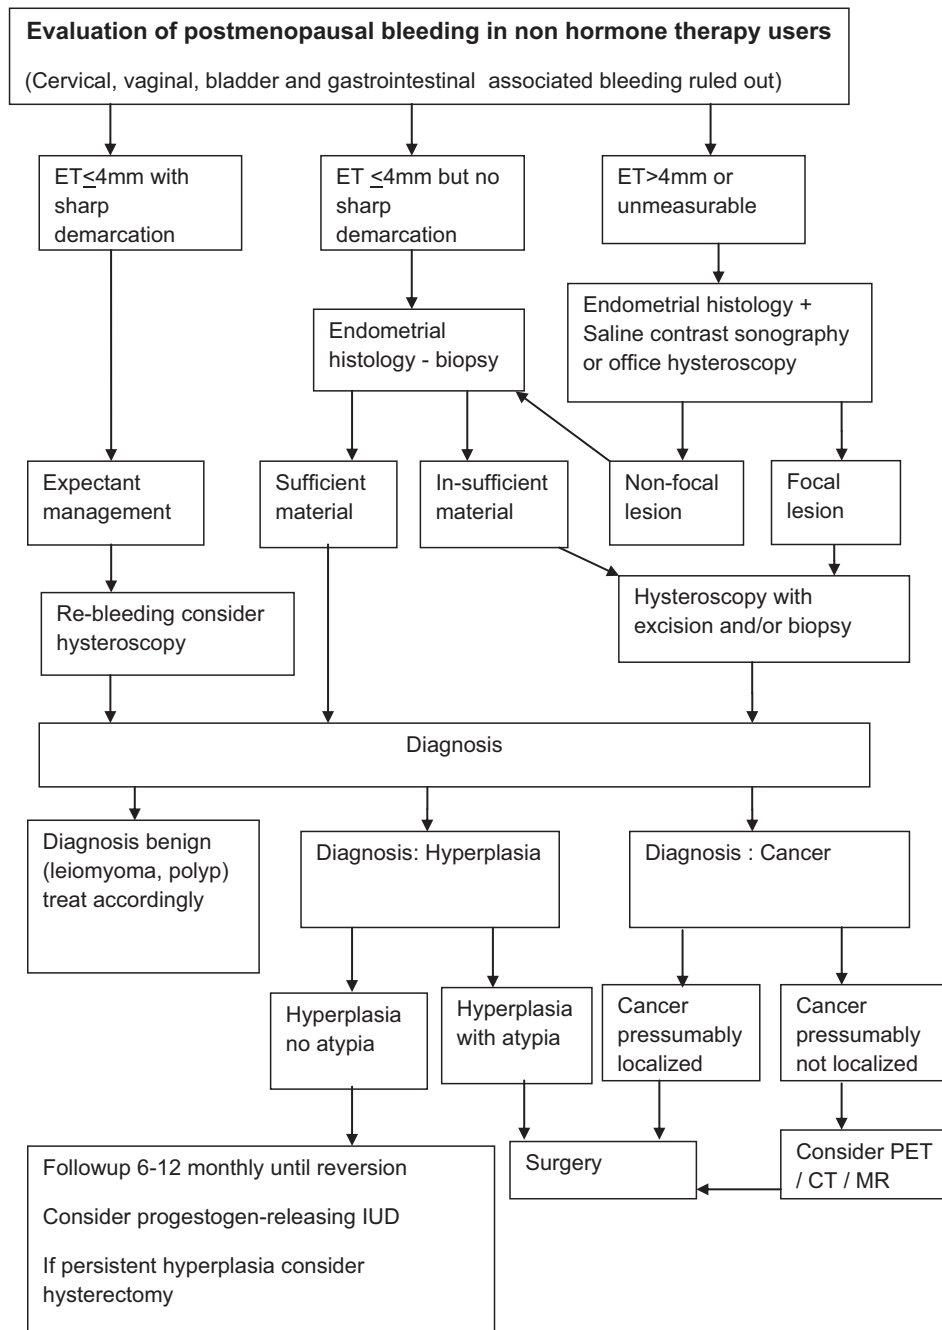 Evaluation of postmenopausal bleeding in non hormone therapy users
(Cervical, vaginal, bladder and gastrointestinal associated bleeding ruled out)
ET≤4mm with
sharp
demarcation
ET ≤4mm but no
sharp
demarcation
ET>4mm or
unmeasurable
Endometrial
histology - biopsy
Endometrial histology +
Saline contrast sonography
or office hysteroscopy
Expectant
management
Sufficient
material
In-sufficient
material
Non-focal
lesion
Focal
lesion
Re-bleeding consider
hysteroscopy
Hysteroscopy with
excision and/or biopsy
Diagnosis
Diagnosis benign
(leiomyoma, polyp)
treat accordingly
Diagnosis: Hyperplasia
Diagnosis : Cancer
Hyperplasia
no atypia
Hyperplasia
with atypia
Cancer
pressumably
localized
Cancer
pressumably
not localized
Followup 6-12 monthly until reversion
Consider progestogen-releasing IUD
If persistent hyperplasia consider
hysterectomy
Surgery
Consider PET
/ CT / MR